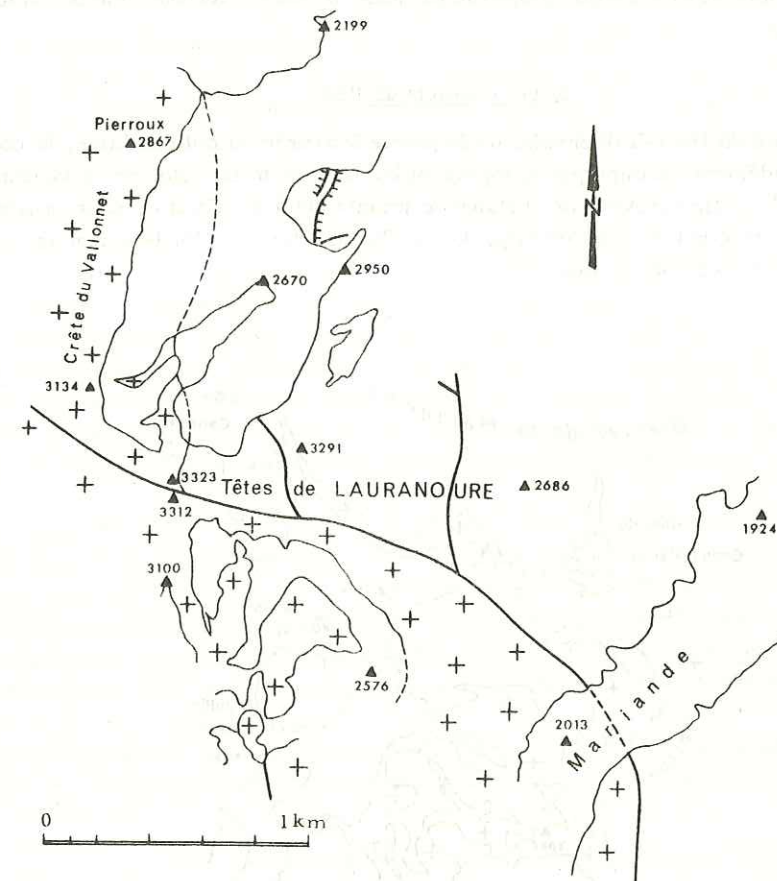 2199
Pierroux
2867
N
Crête du Vallonnet
2670
2950
3134
3291
3323
Têtes de LAURANOURE
2686
3312
1924
3100
2576
Mariande
2013
0
1 km